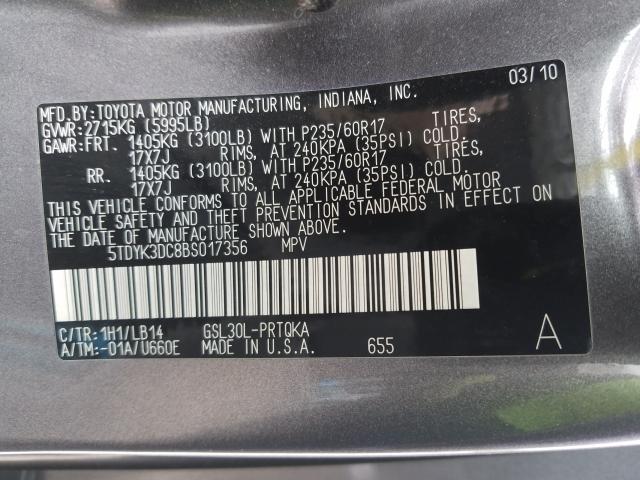 03/10
MFD.BY:TOYOTA MOTOR MANUFACTURING, INDIANA, INC.
GVWR:2715KG (5995LB)
GAWR:FRT. 1405KG (3100LB) WITH P235/60R17 TIRES,
17X7J RIMS, AT 240KPA (35PSI) COLD.
RR. 1405KG (3100LB) WITH P235/60R17 TIRES,
17X7J RIMS, AT 240KPA (35PSI) COLD.
THIS VEHICLE CONFORMS TO ALL APPLICABLE FEDERAL MOTOR
VEHICLE SAFETY AND THEFT PREVENTION STANDARDS IN EFFECT ON
THE DATE OF MANUFACTURE SHOWN ABOVE.
5TDYK3DC8BS017356 MPV
C/TR:1H1/LB14 GSL30L-PRTQKA
A/TM:-01A/U660E MADE IN U.S.A. 655 A